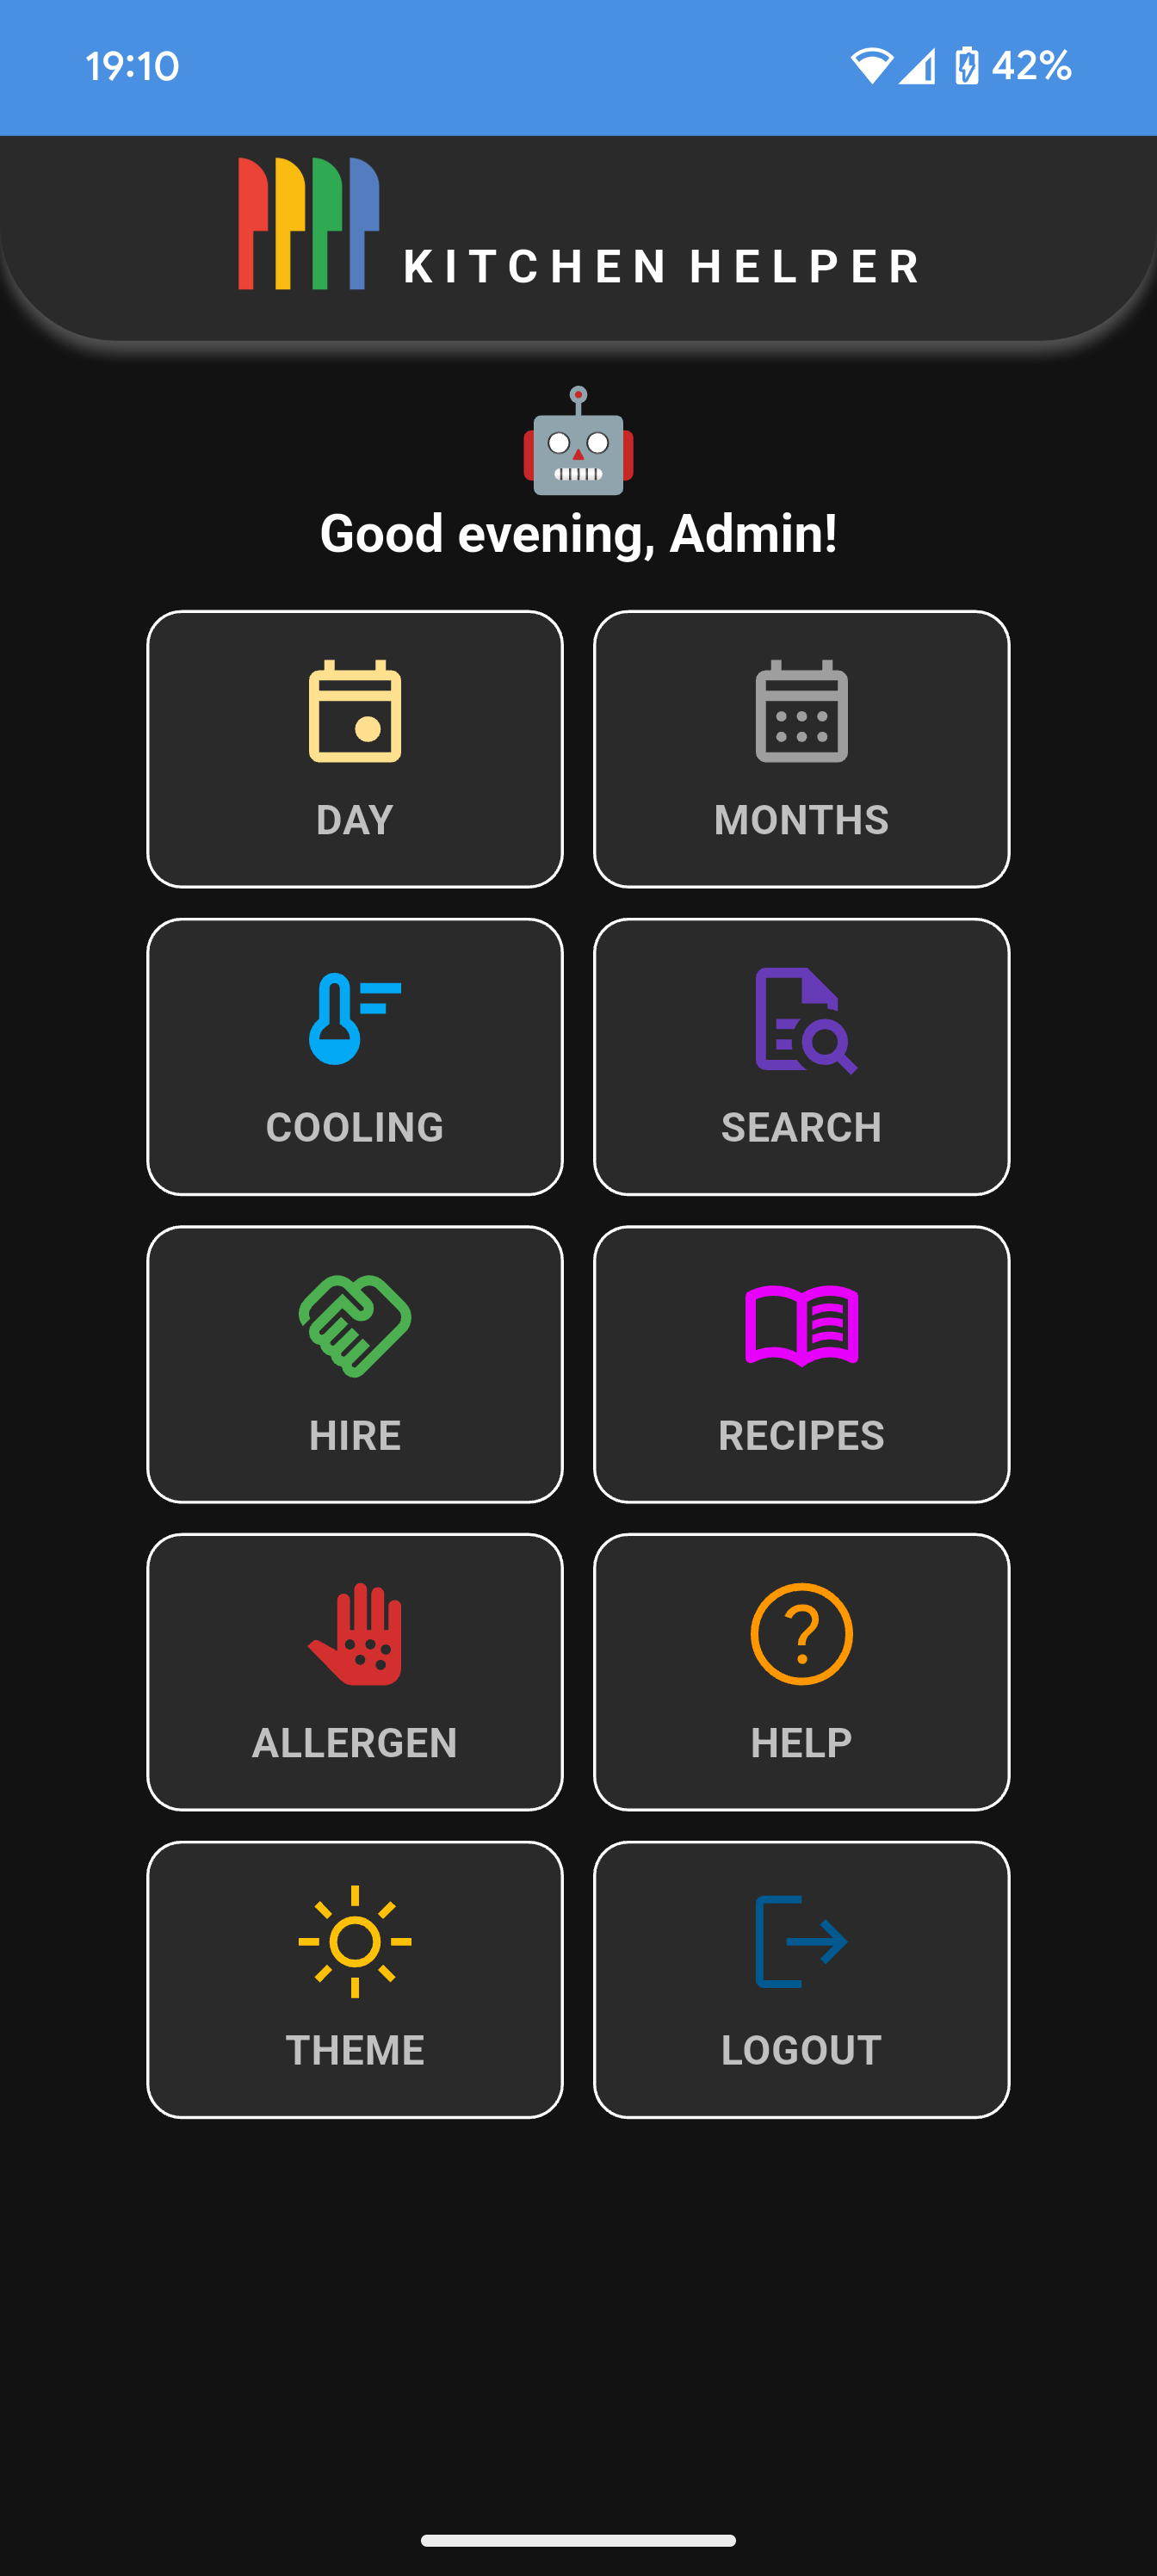 19:10 42%
KITCHEN HELPER
Good evening, Admin!
DAY MONTHS
COOLING SEARCH
HIRE RECIPES
ALLERGEN HELP
THEME LOGOUT